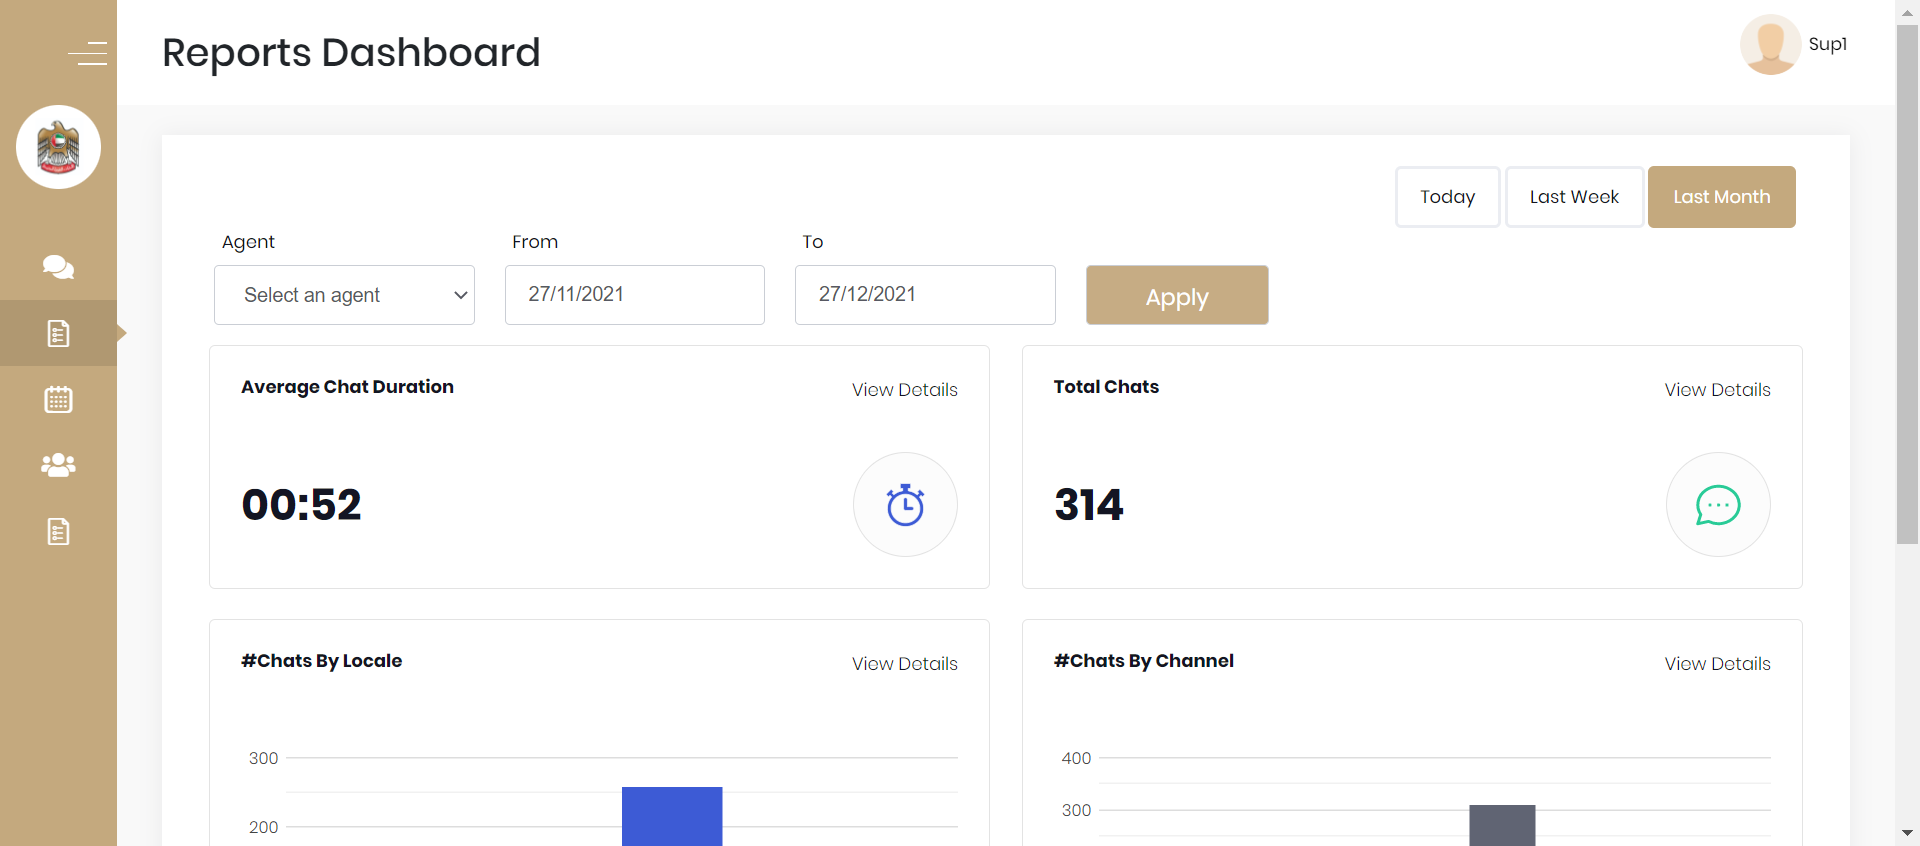 Reports Dashboard
Sup1
Today
Last Week
Last Month
Agent
From
To
Select an agent
27/11/2021
27/12/2021
Apply
Average Chat Duration
View Details
00:52
Total Chats
View Details
314
#Chats By Locale
View Details
300
200
#Chats By Channel
View Details
400
300